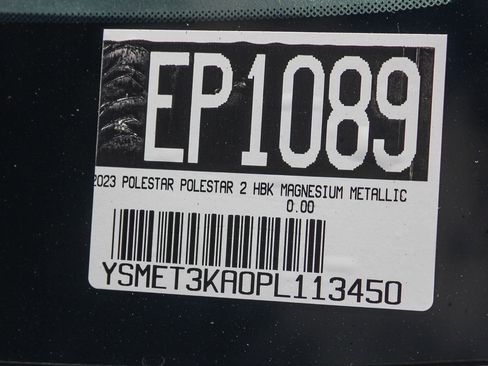 EP1089
2023 POLESTAR POLESTAR 2 HBK MAGNESIUM METALLIC
0.00
YSMET3KA0PL113450